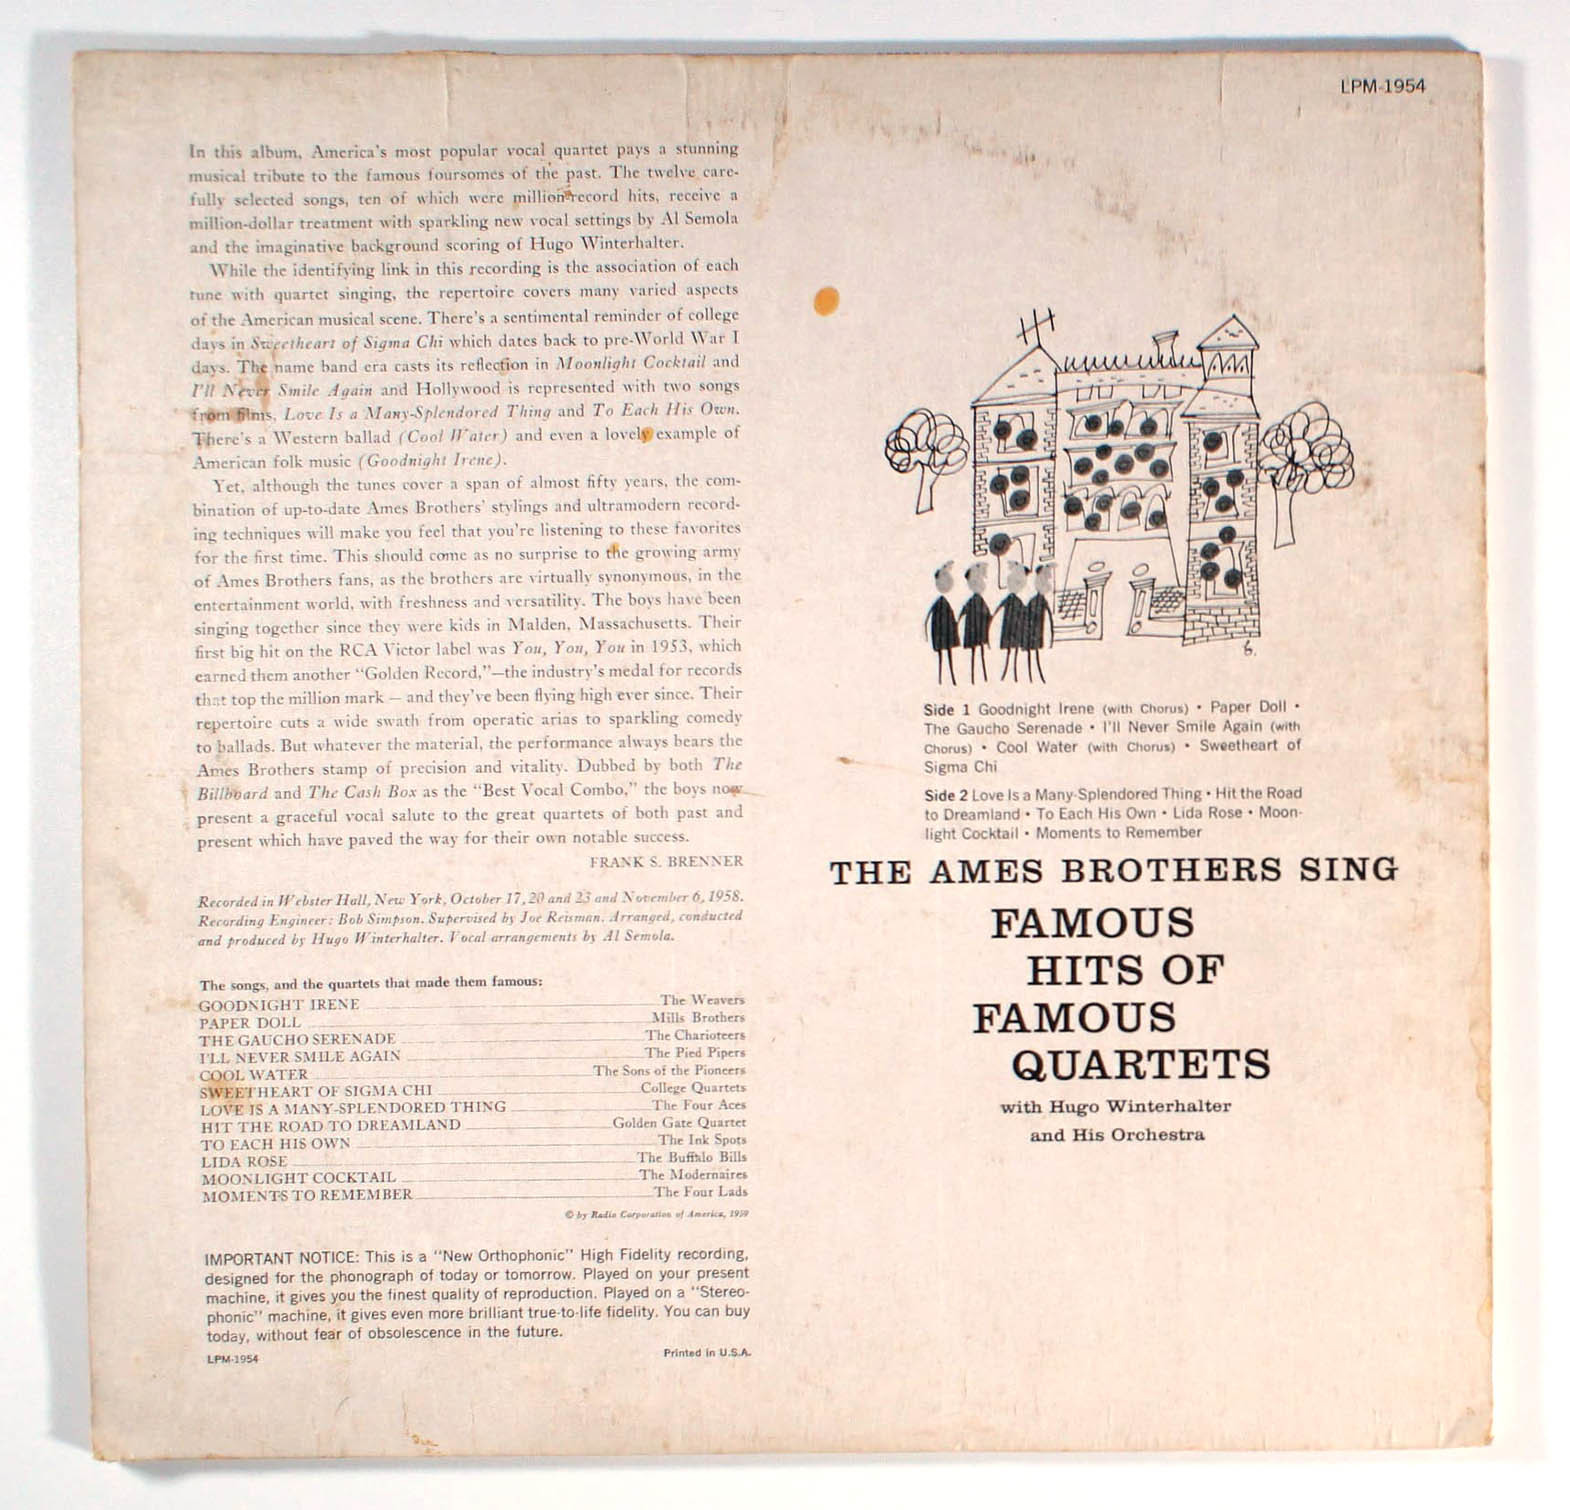 LPM-1954
In this album, America's most popular vocal quartet pays a stunning
musical tribute to the famous foursomes of the past. The twelve care-
fully selected songs, ten of which were million record hits, receive a
million-dollar treatment with sparkling new vocal settings by Al Semola
and the imaginative background scoring of Hugo Winterhalter.
While the identifying link in this recording is the association of each
tune with quartet singing, the repertoire covers many varied aspects
of the American musical scene. There's a sentimental reminder of college
days in Sweetheart of Sigma Chi which dates back to pre-World War I
days. The name band era casts its reflection in Moonlight Cocktail and
I'll Never Smile Again and Hollywood is represented with two songs
from films, Love Is a Many-Splendored Thing and To Each His Own.
There's a Western ballad (Cool Water) and even a lovely example of
American folk music (Goodnight Irene).
Yet, although the tunes cover a span of almost fifty years, the com-
bination of up-to-date Ames Brothers' stylings and ultramodern record-
ing techniques will make you feel that you're listening to these favorites
for the first time. This should come as no surprise to the growing army
of Ames Brothers fans, as the brothers are virtually synonymous, in the
entertainment world, with freshness and versatility. The boys have been
singing together since they were kids in Malden, Massachusetts. Their
first big hit on the RCA Victor label was You, You, You in 1953, which
earned them another "Golden Record,"—the industry's medal for records
that top the million mark — and they've been flying high ever since. Their
repertoire cuts a wide swath from operatic arias to sparkling comedy
to ballads. But whatever the material, the performance always bears the
Ames Brothers stamp of precision and vitality. Dubbed by both The
Billboard and The Cash Box as the "Best Vocal Combo," the boys now
present a graceful vocal salute to the great quartets of both past and
present which have paved the way for their own notable success.
FRANK S. BRENNER
Recorded in Webster Hall, New York, October 17, 20 and 23 and November 6, 1958.
Recording Engineer: Bob Simpson. Supervised by Joe Reisman. Arranged, conducted
and produced by Hugo Winterhalter. Vocal arrangements by Al Semola.
The songs, and the quartets that made them famous:
GOODNIGHT IRENE The Weavers
PAPER DOLL Mills Brothers
THE GAUCHO SERENADE The Charioteers
I'LL NEVER SMILE AGAIN The Pied Pipers
COOL WATER The Sons of the Pioneers
SWEETHEART OF SIGMA CHI College Quartets
LOVE IS A MANY-SPLENDORED THING The Four Aces
HIT THE ROAD TO DREAMLAND Golden Gate Quartet
TO EACH HIS OWN The Ink Spots
LIDA ROSE The Buffalo Bills
MOONLIGHT COCKTAIL The Modernaires
MOMENTS TO REMEMBER The Four Lads
© by Radio Corporation of America, 1959
IMPORTANT NOTICE: This is a "New Orthophonic" High Fidelity recording,
designed for the phonograph of today or tomorrow. Played on your present
machine, it gives you the finest quality of reproduction. Played on a "Stereo-
phonic" machine, it gives even more brilliant true-to-life fidelity. You can buy
today, without fear of obsolescence in the future.
LPM-1954 Printed in U.S.A.
Side 1 Goodnight Irene (with Chorus) • Paper Doll •
The Gaucho Serenade • I'll Never Smile Again (with
Chorus) • Cool Water (with Chorus) • Sweetheart of
Sigma Chi
Side 2 Love Is a Many-Splendored Thing • Hit the Road
to Dreamland • To Each His Own • Lida Rose • Moon-
light Cocktail • Moments to Remember
THE AMES BROTHERS SING
FAMOUS
HITS OF
FAMOUS
QUARTETS
with Hugo Winterhalter
and His Orchestra